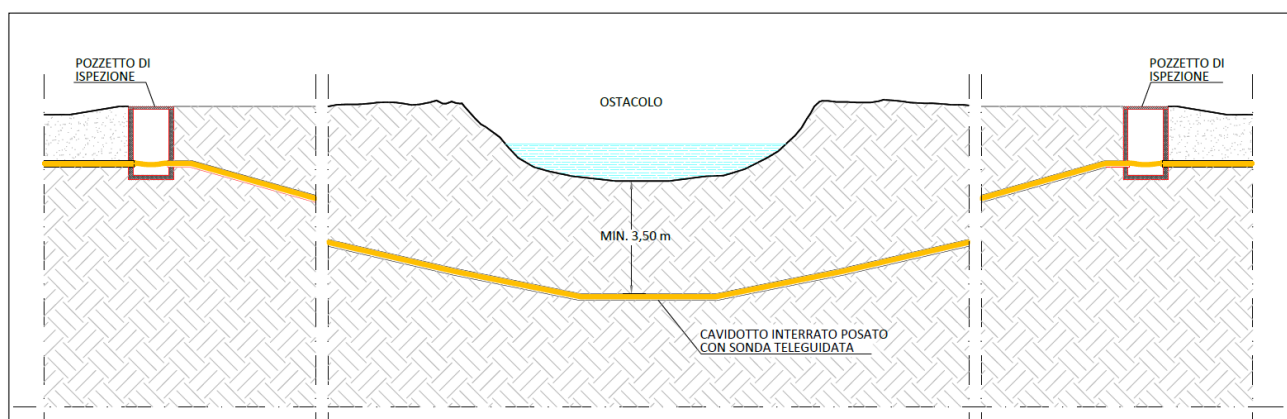 POZZETTO DI
ISPEZIONE
OSTACOLO
POZZETTO DI
ISPEZIONE
MIN. 3,50 m
CAVIDOTTO INTERRATO POSATO
CON SONDA TELEGUIDATA